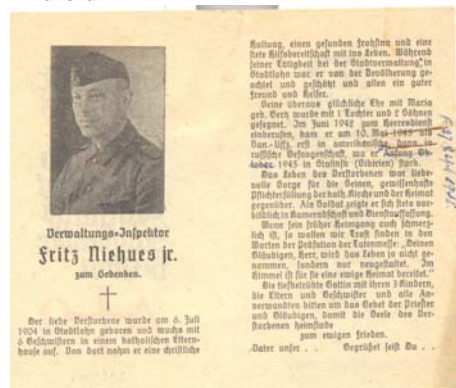 Verwaltungs-Inspektor
Fritz Niehues jr.
zum Gedenken.
Der liebe Verstorbene wurde am 6. Juli
1904 in Stadtlohn geboren und wuchs mit
6 Geschwistern in einem katholischen Eltern-
hause auf. Von dort nahm er eine christliche
Haltung, einen gesunden Frohsinn und eine
stete Hilfsbereitschaft mit ins Leben. Während
seiner Tätigkeit bei der Stadtverwaltung in
Stadtlohn war er von der Bevölkerung ge-
achtet und geschätzt und allen ein guter
Freund und Helfer.
Seine überaus glückliche Ehe mit Maria
geb. wurde mit 1 Tochter und 2 Söhnen
gesegnet. Im Juni 1942 zum Heeresdienst
einberufen, kam er am 10. Mai 1945 als
San.-Uffz. erst in amerikanische, dann in
russische Gefangenschaft, wo er Anfang Ok-
tober 1945 in (Sibirien) starb.
Das Leben des Verstorbenen war liebe-
volle Sorge für die Seinen, gewissenhafte
Pflichterfüllung der kath. Kirche und der Heimat
gegenüber. Als Soldat zeigte er sich stets vor-
bildlich in Kameradschaft und Dienstauffassung.
Wenn sein früher Heimgang auch schmerz-
lich ist, so wollen wir Trost finden in den
Worten der Präfation der Totenmesse: „Deinen
Gläubigen, Herr, wird das Leben ja nicht ge-
nommen, sondern nur neugestaltet. Im
Himmel ist für sie eine ewige Heimat bereitet."
Die tiefbetrübte Gattin mit ihren 3 Kindern,
die Eltern und Geschwister und alle An-
verwandten bitten um das Gebet der Priester
und Gläubigen, damit die Seele des Ver-
storbenen heimfinde
zum ewigen Frieden.
Vater unser . . Gegrüßet seist Du . .